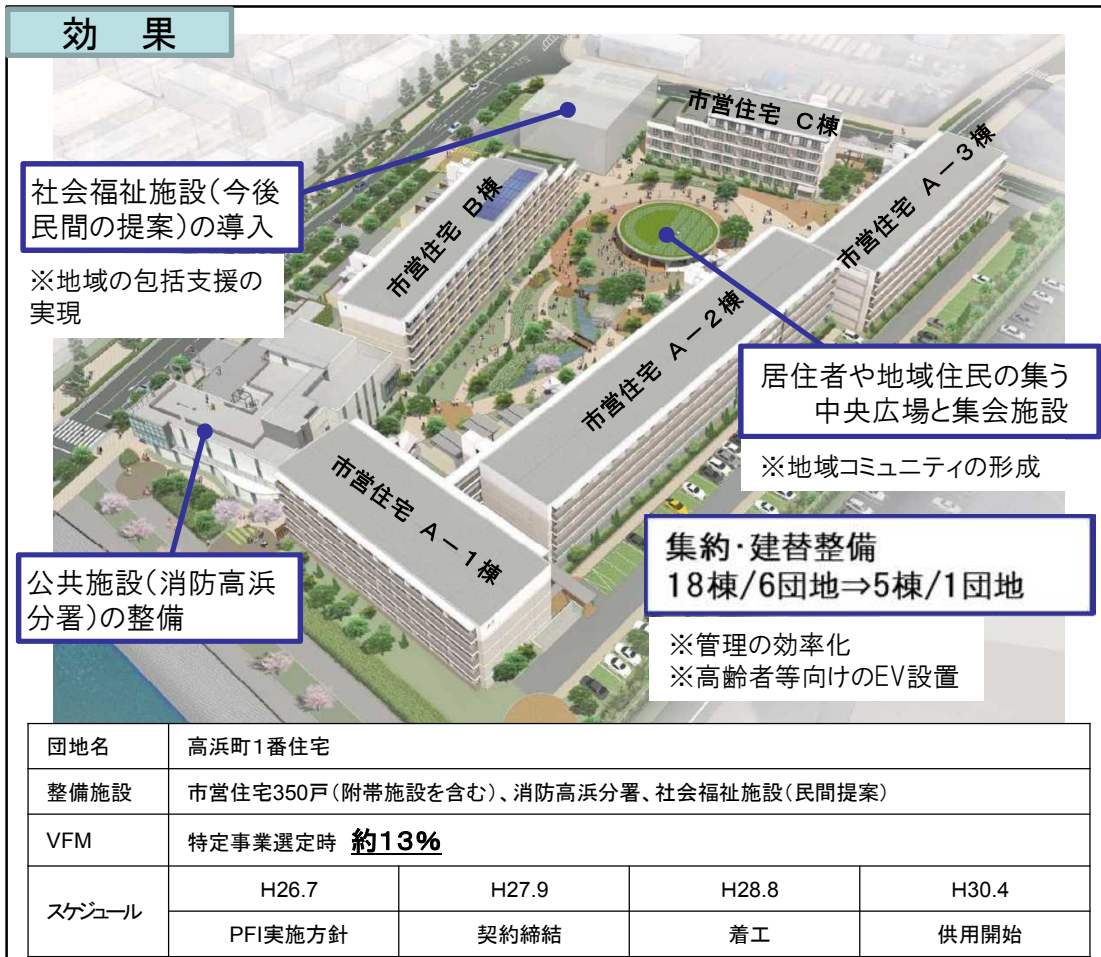 効 果
市営住宅 C棟
市営住宅 A-3棟
社会福祉施設(今後
民間の提案)の導入
市営住宅 B棟
※地域の包括支援の
実現
市営住宅 A-2棟
居住者や地域住民の集う
中央広場と集会施設
※地域コミュニティの形成
市営住宅 A-1棟
公共施設(消防高浜
分署)の整備
集約・建替整備
18棟/6団地⇒5棟/1団地
※管理の効率化
※高齢者等向けのEV設置
団地名 高浜町1番住宅
整備施設 市営住宅350戸(附帯施設を含む)、消防高浜分署、社会福祉施設(民間提案)
VFM 特定事業選定時 約13%
スケジュール
H26.7 H27.9 H28.8 H30.4
PFI実施方針 契約締結 着工 供用開始